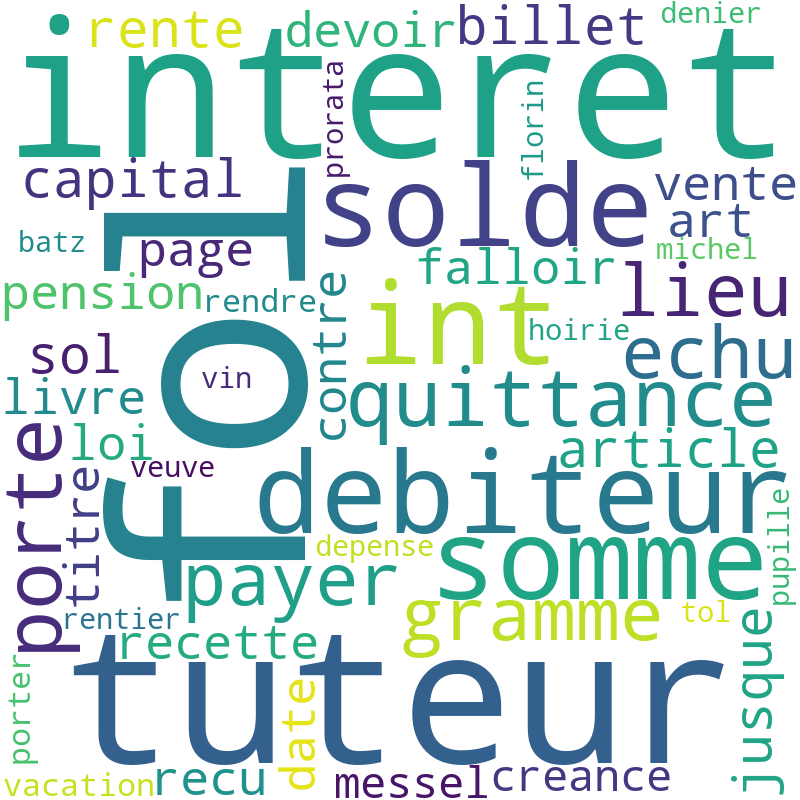 rente
devoir
billet
denier
interet
prorata
florin
capital
solde
vente
art
batz
page
fol
michel
pension
rendre
falloir
lieu
int
contre
hoirie
sol
echu
vin
livre
quittance
porte
loi
article
veuve
titre
debiteur
depense
pupille
somme
payer
gramme
rentier
tol
recette
jusque
tuteur
porter
date
vacation
recu
messel
creance